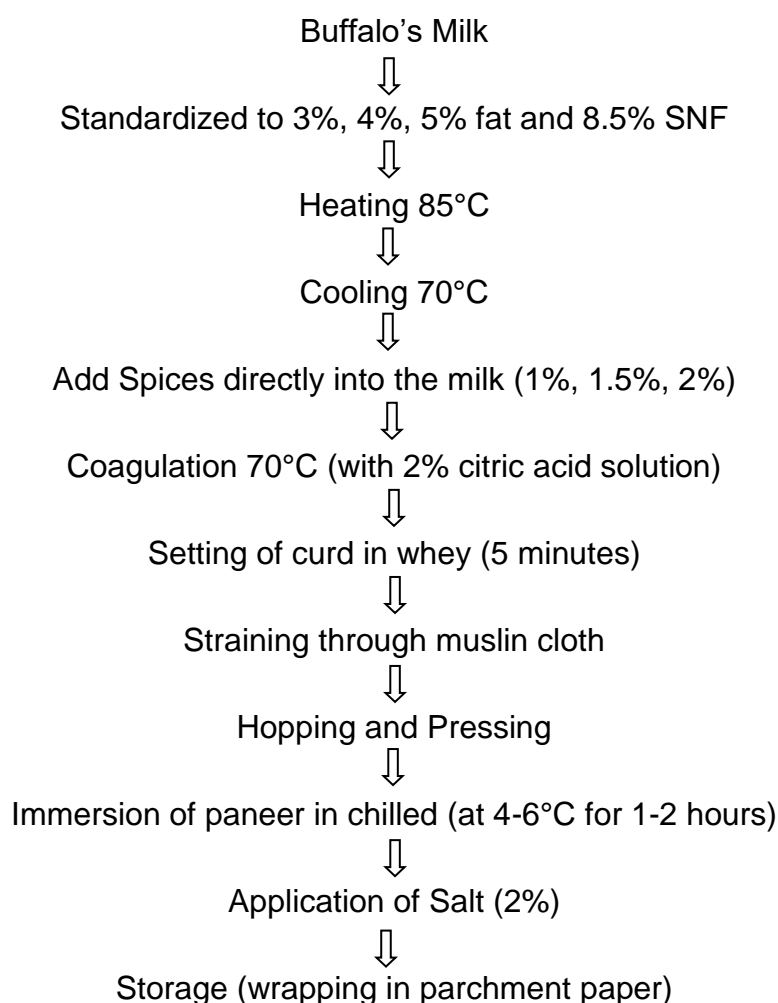 Buffalo's Milk
Standardized to 3%, 4%, 5% fat and 8.5% SNF
Heating 85°C
Cooling 70°C
Add Spices directly into the milk (1%, 1.5%, 2%)
Coagulation 70°C (with 2% citric acid solution)
Setting of curd in whey (5 minutes)
Straining through muslin cloth
Hopping and Pressing
Immersion of paneer in chilled (at 4-6°C for 1-2 hours)
Application of Salt (2%)
Storage (wrapping in parchment paper)